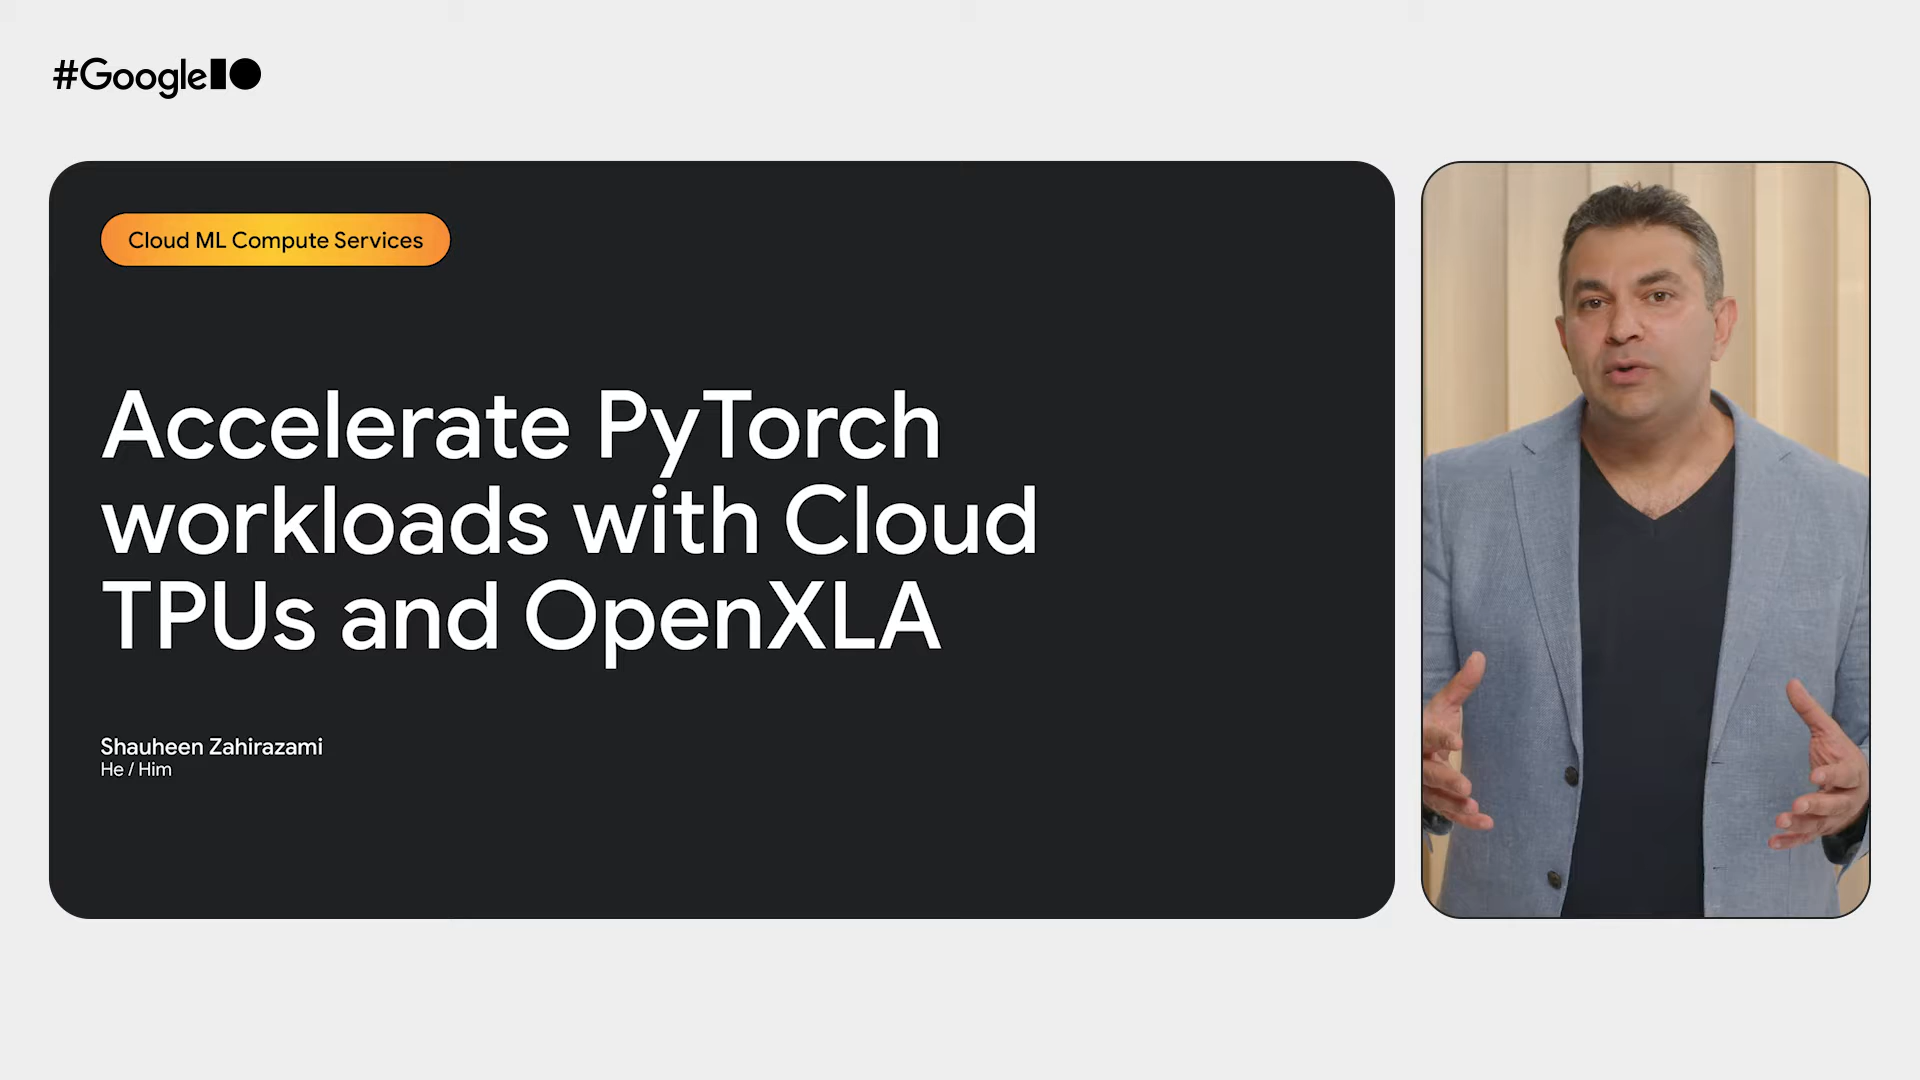 #GoogleIO
Cloud ML Compute Services
Accelerate PyTorch
workloads with Cloud
TPUs and OpenXLA
Shauheen Zahirazami
He / Him